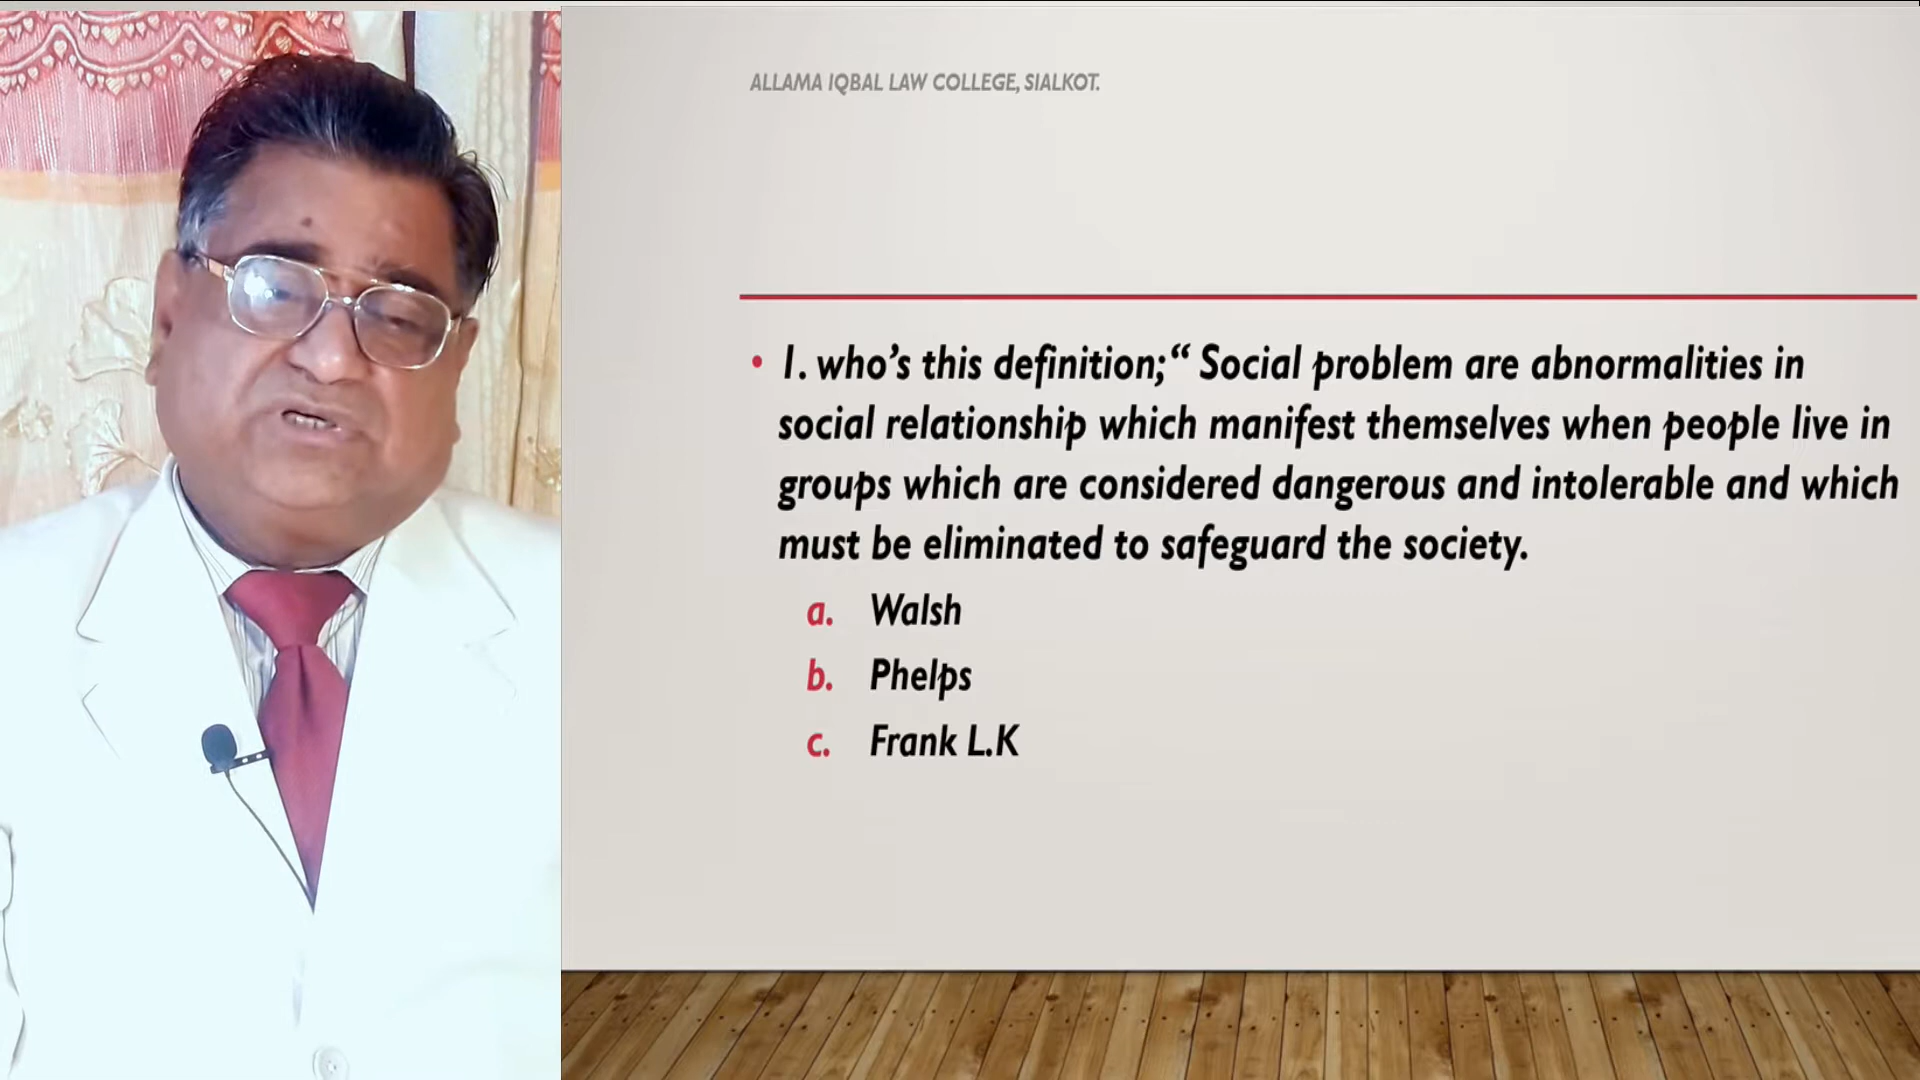 ALLAMA IQBAL LAW COLLEGE, SIALKOT.
• 1. who’s this definition;“ Social problem are abnormalities in
social relationship which manifest themselves when people live in
groups which are considered dangerous and intolerable and which
must be eliminated to safeguard the society.
a. Walsh
b. Phelps
c. Frank L.K